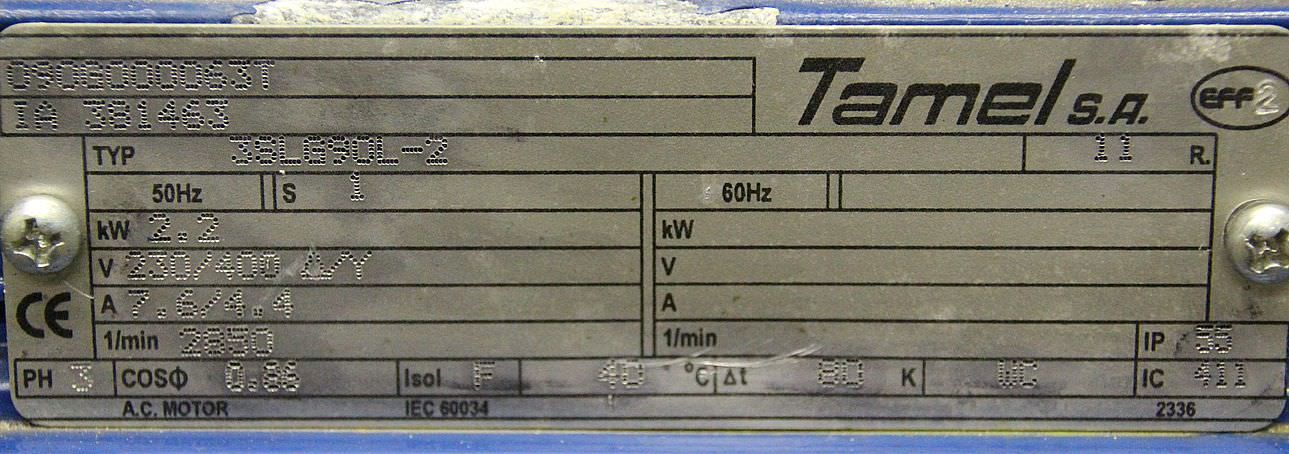 090B000063T
IA 381463
Tamel S.A.
EFF2
TYP 3SLG90L-2 11 R.
50Hz S 1 60Hz
kW 2.2 kW
V 230/400 Δ/Y V
A 7.6/4.4 A
1/min 2850 1/min IP 55
CE
PH 3 COSΦ 0.86 Isol F 40 °C Δt 80 K WC IC 411
A.C. MOTOR IEC 60034 2336